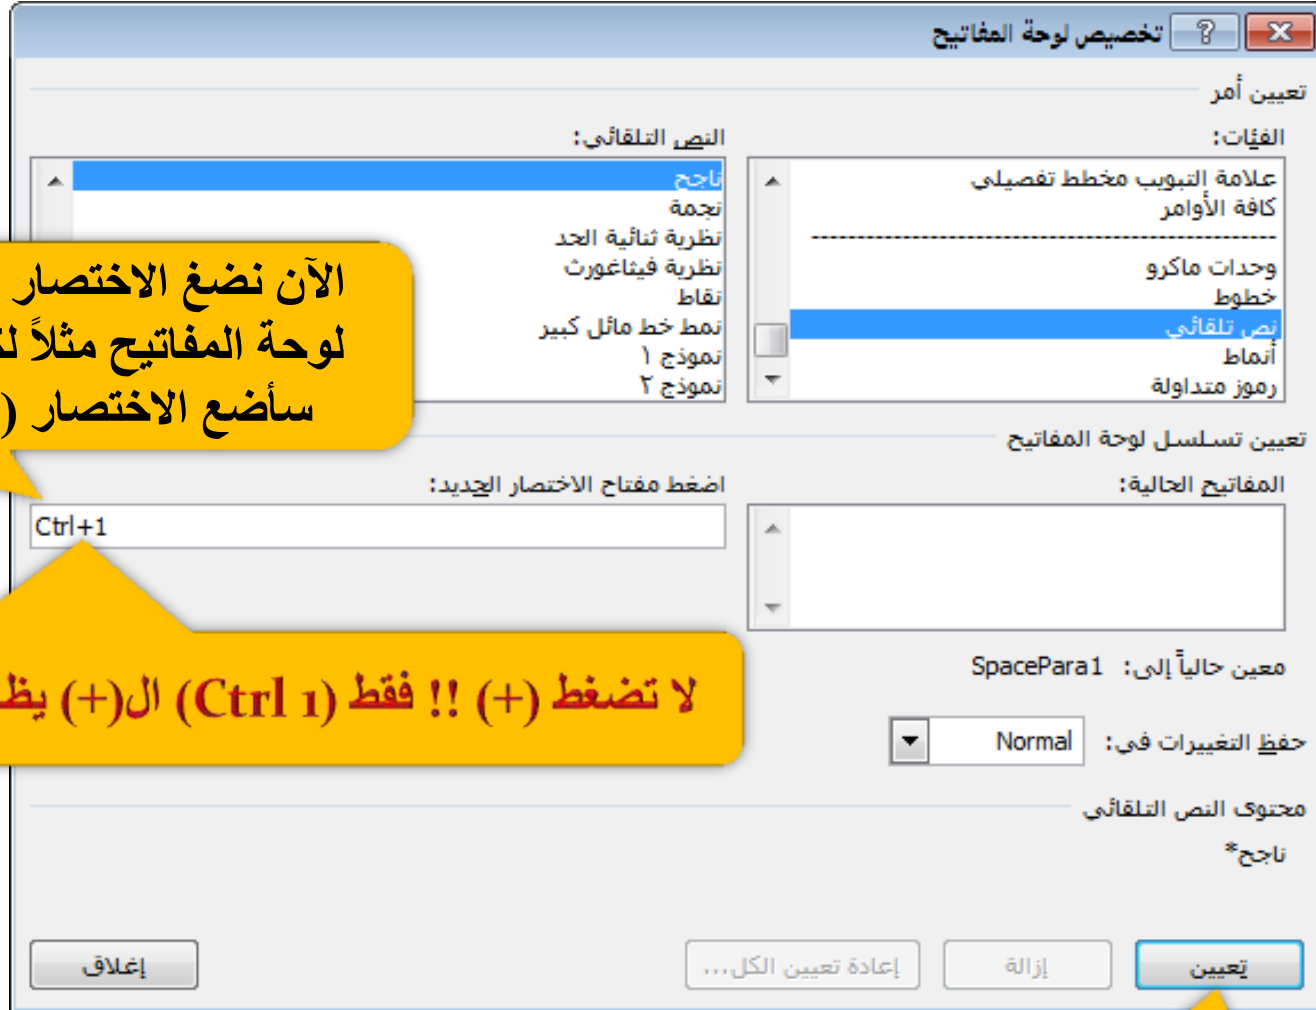 تخصيص لوحة المفاتيح
تعيين أمر
الفئات:
علامة التبويب مخطط تفصيلي
كافة الأوامر
وحدات ماكرو
خطوط
نص تلقائي
أنماط
رموز متداولة
النص التلقائي:
ناجح
نجمة
نظرية ثنائية الحد
نظرية فيثاغورث
نقاط
نمط خط مائل كبير
نموذج ١
نموذج ٢
الآن نضغ الاختصار
لوحة المفاتيح مثلاً
سأضع الاختصار (
تعيين تسلسل لوحة المفاتيح
المفاتيح الحالية:
اضغط مفتاح الاختصار الجديد:
Ctrl+1
لا تضغط (+) !! فقط (Ctrl 1) ال(+)
معين حالياً إلى: SpacePara1
حفظ التغييرات في: Normal
محتوى النص التلقائي
ناجح*
تعيين
إزالة
إعادة تعيين الكل...
إغلاق